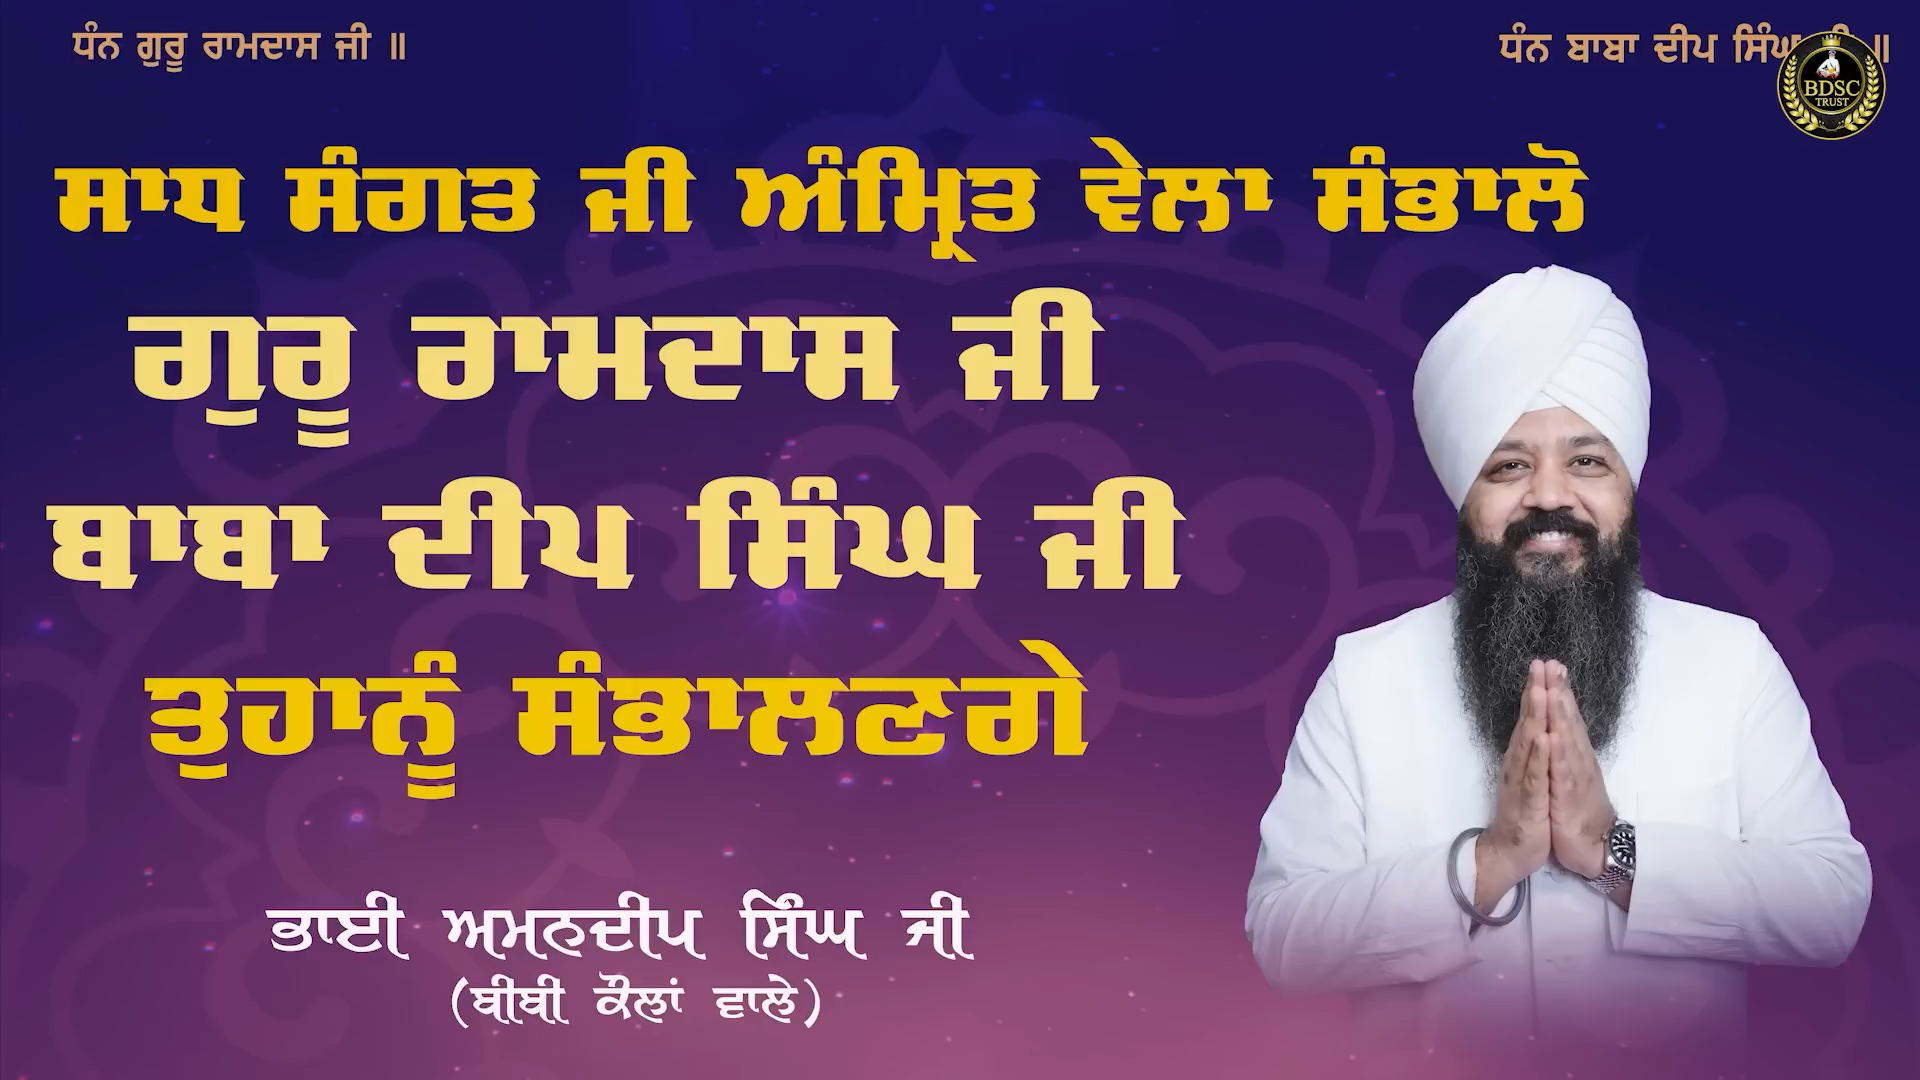 ਧੰਨ ਗੁਰੂ ਰਾਮਦਾਸ ਜੀ ॥
ਧੰਨ ਬਾਬਾ ਦੀਪ ਸਿੰਘ ॥
BDSC
TRUST
ਸਾਧ ਸੰਗਤ ਜੀ ਅੰਮ੍ਰਿਤ ਵੇਲਾ ਸੰਭਾਲੋ
ਗੁਰੂ ਰਾਮਦਾਸ ਜੀ
ਬਾਬਾ ਦੀਪ ਸਿੰਘ ਜੀ
ਤੁਹਾਨੂੰ ਸੰਭਾਲਣਗੇ
ਭਾਈ ਅਮਨਦੀਪ ਸਿੰਘ ਜੀ
(ਬੀਬੀ ਕੌਲਾਂ ਵਾਲੇ)